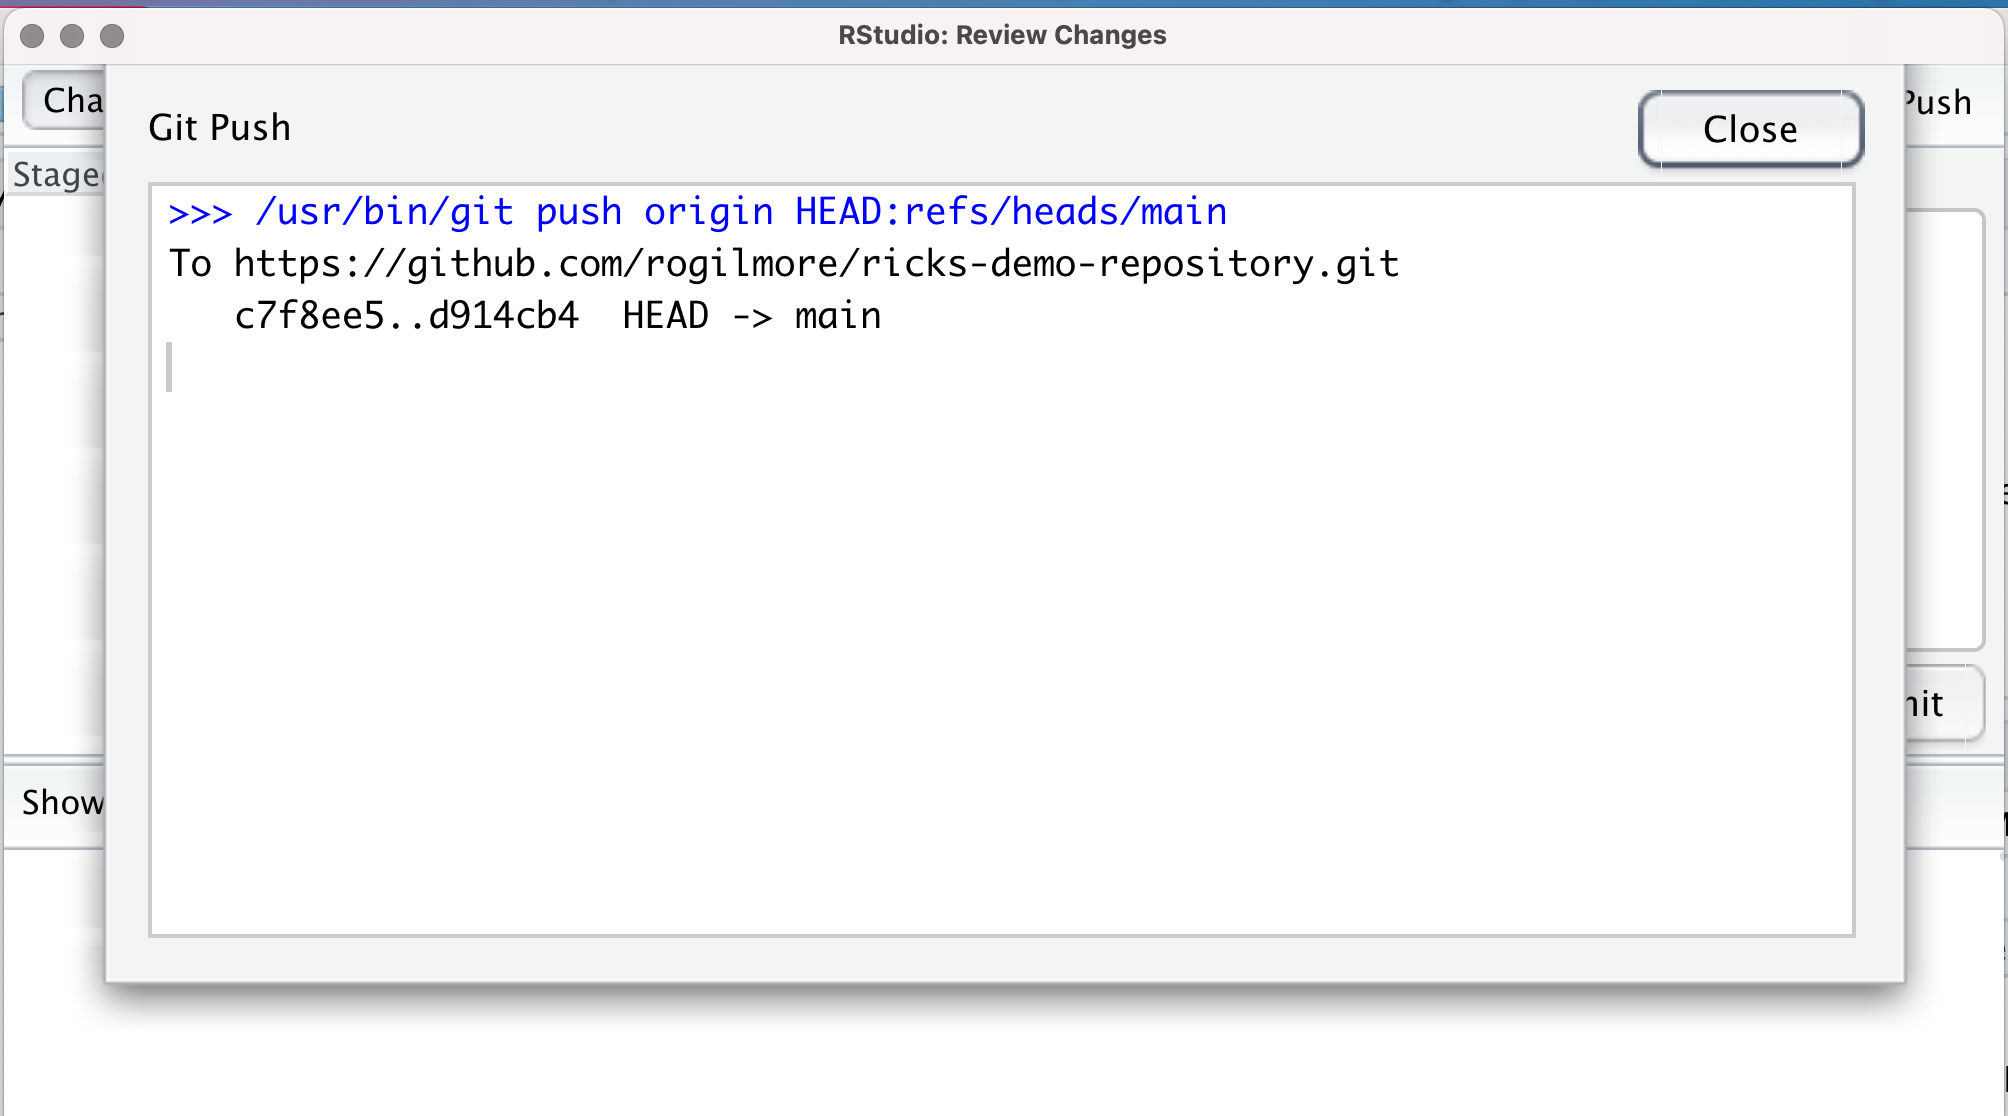 RStudio: Review Changes
Cha
Git Push
Close
Push
Stage
>>> /usr/bin/git push origin HEAD:refs/heads/main
To https://github.com/rogilmore/ricks-demo-repository.git
   c7f8ee5..d914cb4  HEAD -> main
Show